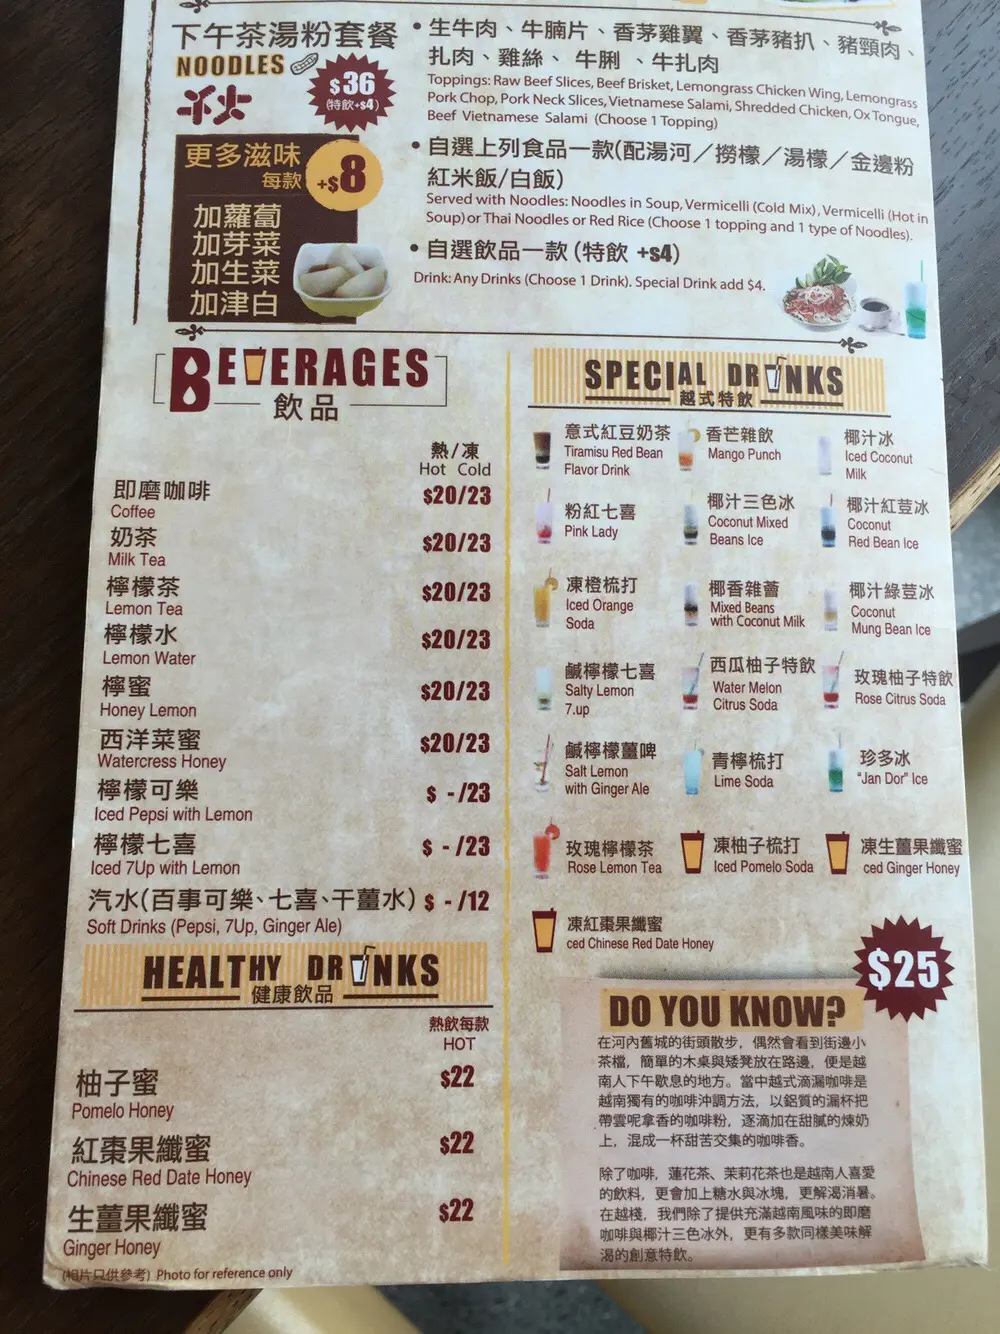 下午茶湯粉套餐
NOODLES
$36
(特飲+$4)
• 生牛肉、牛腩片、香茅雞翼、香茅豬扒、豬頸肉、
扎肉、雞絲、牛脷、牛扎肉
Toppings: Raw Beef Slices, Beef Brisket, Lemongrass Chicken Wing, Lemongrass
Pork Chop, Pork Neck Slices, Vietnamese Salami, Shredded Chicken, Ox Tongue,
Beef Vietnamese Salami (Choose 1 Topping)
更多滋味
每款 +$8
加蘿蔔
加芽菜
加生菜
加津白
• 自選上列食品一款(配湯河／撈檬／湯檬／金邊粉
紅米飯/白飯)
Served with Noodles: Noodles in Soup, Vermicelli (Cold Mix), Vermicelli (Hot in
Soup) or Thai Noodles or Red Rice (Choose 1 topping and 1 type of Noodles).
• 自選飲品一款 (特飲 +$4)
Drink: Any Drinks (Choose 1 Drink). Special Drink add $4.
BEVERAGES
飲品
熱/凍
Hot Cold
即磨咖啡 $20/23
Coffee
奶茶 $20/23
Milk Tea
檸檬茶 $20/23
Lemon Tea
檸檬水 $20/23
Lemon Water
檸蜜 $20/23
Honey Lemon
西洋菜蜜 $20/23
Watercress Honey
檸檬可樂 $ - /23
Iced Pepsi with Lemon
檸檬七喜 $ - /23
Iced 7Up with Lemon
汽水(百事可樂、七喜、干薑水) $ - /12
Soft Drinks (Pepsi, 7Up, Ginger Ale)
HEALTHY DRINKS
健康飲品
熱飲每款
HOT
柚子蜜 $22
Pomelo Honey
紅棗果纖蜜 $22
Chinese Red Date Honey
生薑果纖蜜 $22
Ginger Honey
(相片只供參考) Photo for reference only
SPECIAL DRINKS
越式特飲
意式紅豆奶茶
Tiramisu Red Bean
Flavor Drink
香芒雜飲
Mango Punch
椰汁冰
Iced Coconut
Milk
粉紅七喜
Pink Lady
椰汁三色冰
Coconut Mixed
Beans Ice
椰汁紅荳冰
Coconut
Red Bean Ice
凍橙梳打
Iced Orange
Soda
椰香雜薈
Mixed Beans
with Coconut Milk
椰汁綠荳冰
Coconut
Mung Bean Ice
鹹檸檬七喜
Salty Lemon
7.up
西瓜柚子特飲
Water Melon
Citrus Soda
玫瑰柚子特飲
Rose Citrus Soda
鹹檸檬薑啤
Salt Lemon
with Ginger Ale
青檸梳打
Lime Soda
珍多冰
"Jan Dor" Ice
玫瑰檸檬茶
Rose Lemon Tea
凍柚子梳打
Iced Pomelo Soda
凍生薑果纖蜜
ced Ginger Honey
凍紅棗果纖蜜
ced Chinese Red Date Honey
$25
DO YOU KNOW?
在河內舊城的街頭散步，偶然會看到街邊小
茶檔，簡單的木桌與矮凳放在路邊，便是越
南人下午歇息的地方。當中越式滴漏咖啡是
越南獨有的咖啡沖調方法，以鋁質的漏杯把
帶雲呢拿香的咖啡粉，逐滴加在甜膩的煉奶
上，混成一杯甜苦交集的咖啡香。
除了咖啡，蓮花茶、茉莉花茶也是越南人喜愛
的飲料，更會加上糖水與冰塊，更解渴消暑。
在越棧，我們除了提供充滿越南風味的即磨
咖啡與椰汁三色冰外，更有多款同樣美味解
渴的創意特飲。